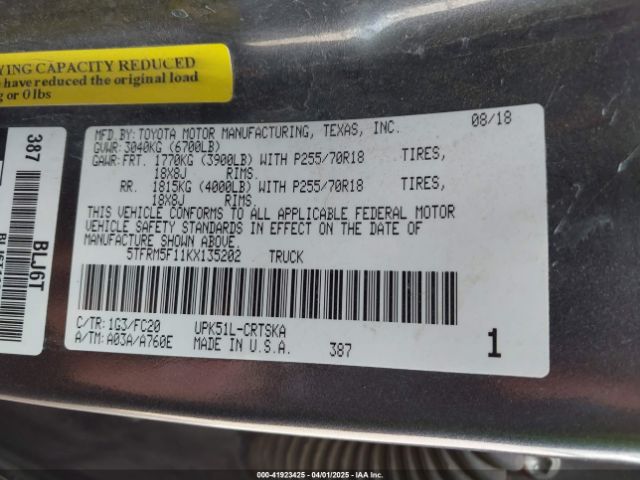 YING CAPACITY REDUCED
have reduced the original load
g or 0 lbs
387
BLJ6T
MFD.BY:TOYOTA MOTOR MANUFACTURING, TEXAS, INC. 08/18
GVWR:3040KG (6700LB)
GAWR:FRT. 1770KG (3900LB) WITH P255/70R18 TIRES,
18X8J RIMS.
RR. 1815KG (4000LB) WITH P255/70R18 TIRES,
18X8J RIMS.
THIS VEHICLE CONFORMS TO ALL APPLICABLE FEDERAL MOTOR
VEHICLE SAFETY STANDARDS IN EFFECT ON THE DATE OF
MANUFACTURE SHOWN ABOVE.
5TFRM5F11KX135202 TRUCK
C/TR:1G3/FC20 UPK51L-CRTSKA
A/TM:A03A/A760E MADE IN U.S.A. 387 1
000-41923425 | 04/01/2025 | IAA Inc.